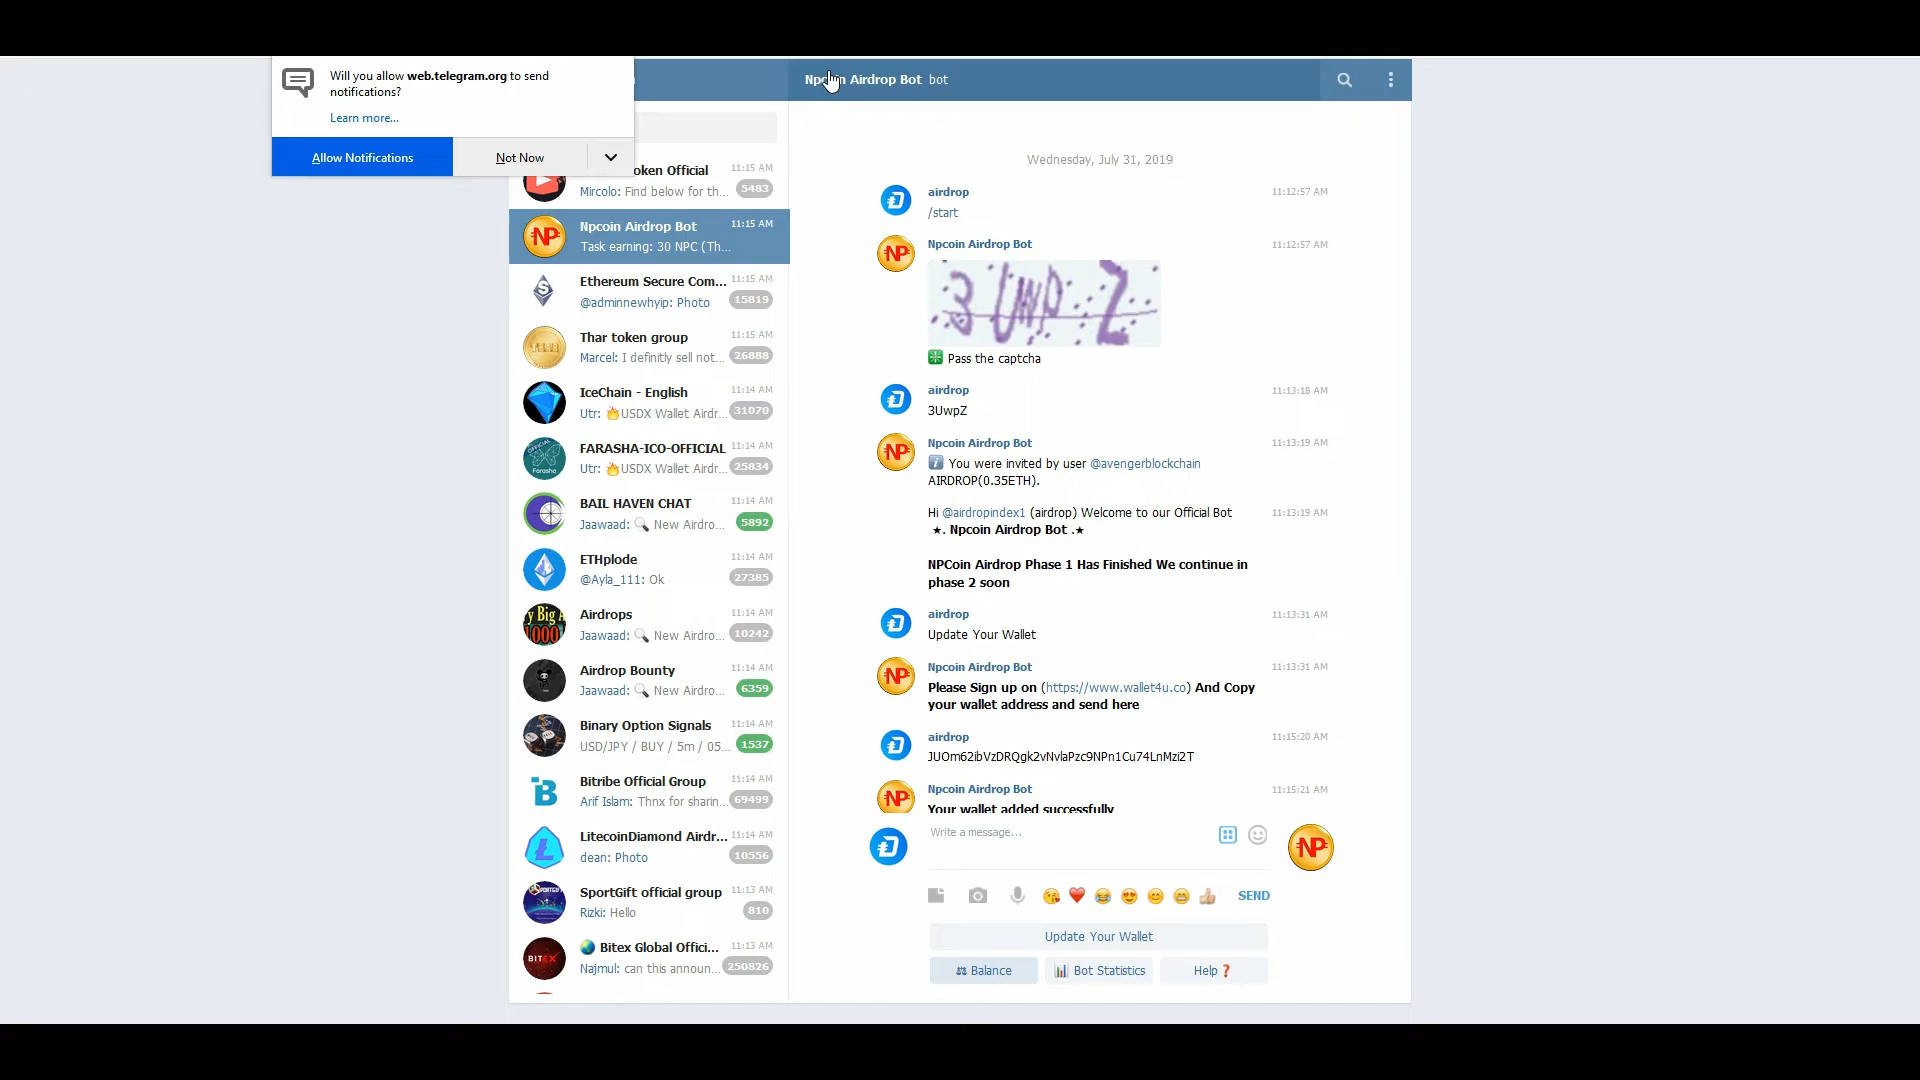 Will you allow web.telegram.org to send
notifications?
Learn more...
Allow Notifications
Not Now
Npcoin Airdrop Bot bot
oken Official 11:15 AM
Mircolo: Find below for th... 5483
Npcoin Airdrop Bot 11:15 AM
Task earning: 30 NPC (Th...
Ethereum Secure Com... 11:15 AM
@adminnewhyip: Photo 15819
Thar token group 11:15 AM
Marcel: I definitly sell not... 26888
IceChain - English 11:14 AM
Utr: 🔥USDX Wallet Airdr... 31070
FARASHA-ICO-OFFICIAL 11:14 AM
Utr: 🔥USDX Wallet Airdr... 25834
BAIL HAVEN CHAT 11:14 AM
Jaawaad: 🔍 New Airdro... 5892
ETHplode 11:14 AM
@Ayla_111: Ok 27385
Airdrops 11:14 AM
Jaawaad: 🔍 New Airdro... 10242
Airdrop Bounty 11:14 AM
Jaawaad: 🔍 New Airdro... 6359
Binary Option Signals 11:14 AM
USD/JPY / BUY / 5m / 05... 1537
Bitribe Official Group 11:14 AM
Arif Islam: Thnx for sharin... 69499
LitecoinDiamond Airdr... 11:14 AM
dean: Photo 10556
SportGift official group 11:13 AM
Rizki: Hello 810
🌏 Bitex Global Offici... 11:13 AM
Najmul: can this announ... 250826
Wednesday, July 31, 2019
airdrop 11:12:57 AM
/start
Npcoin Airdrop Bot 11:12:57 AM
3 UwP Z
❇️ Pass the captcha
airdrop 11:13:18 AM
3UwpZ
Npcoin Airdrop Bot 11:13:19 AM
ℹ️ You were invited by user @avengerblockchain
AIRDROP(0.35ETH).
Hi @airdropindex1 (airdrop) Welcome to our Official Bot 11:13:19 AM
★. Npcoin Airdrop Bot .★
NPCoin Airdrop Phase 1 Has Finished We continue in
phase 2 soon
airdrop 11:13:31 AM
Update Your Wallet
Npcoin Airdrop Bot 11:13:31 AM
Please Sign up on (https://www.wallet4u.co) And Copy
your wallet address and send here
airdrop 11:15:20 AM
JUOm62ibVzDRQgk2vNvlaPzc9NPn1Cu74LnMzi2T
Npcoin Airdrop Bot 11:15:21 AM
Your wallet added successfully
Write a message...
SEND
Update Your Wallet
⚖ Balance
📊 Bot Statistics
Help❓